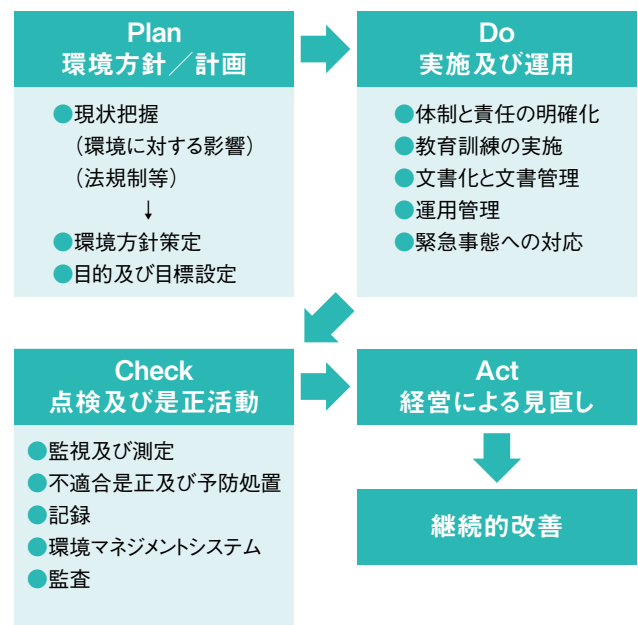 Plan
環境方針／計画
●現状把握
（環境に対する影響）
（法規制等）
↓
●環境方針策定
●目的及び目標設定
Do
実施及び運用
●体制と責任の明確化
●教育訓練の実施
●文書化と文書管理
●運用管理
●緊急事態への対応
Check
点検及び是正活動
●監視及び測定
●不適合是正及び予防処置
●記録
●環境マネジメントシステム
●監査
Act
経営による見直し
継続的改善